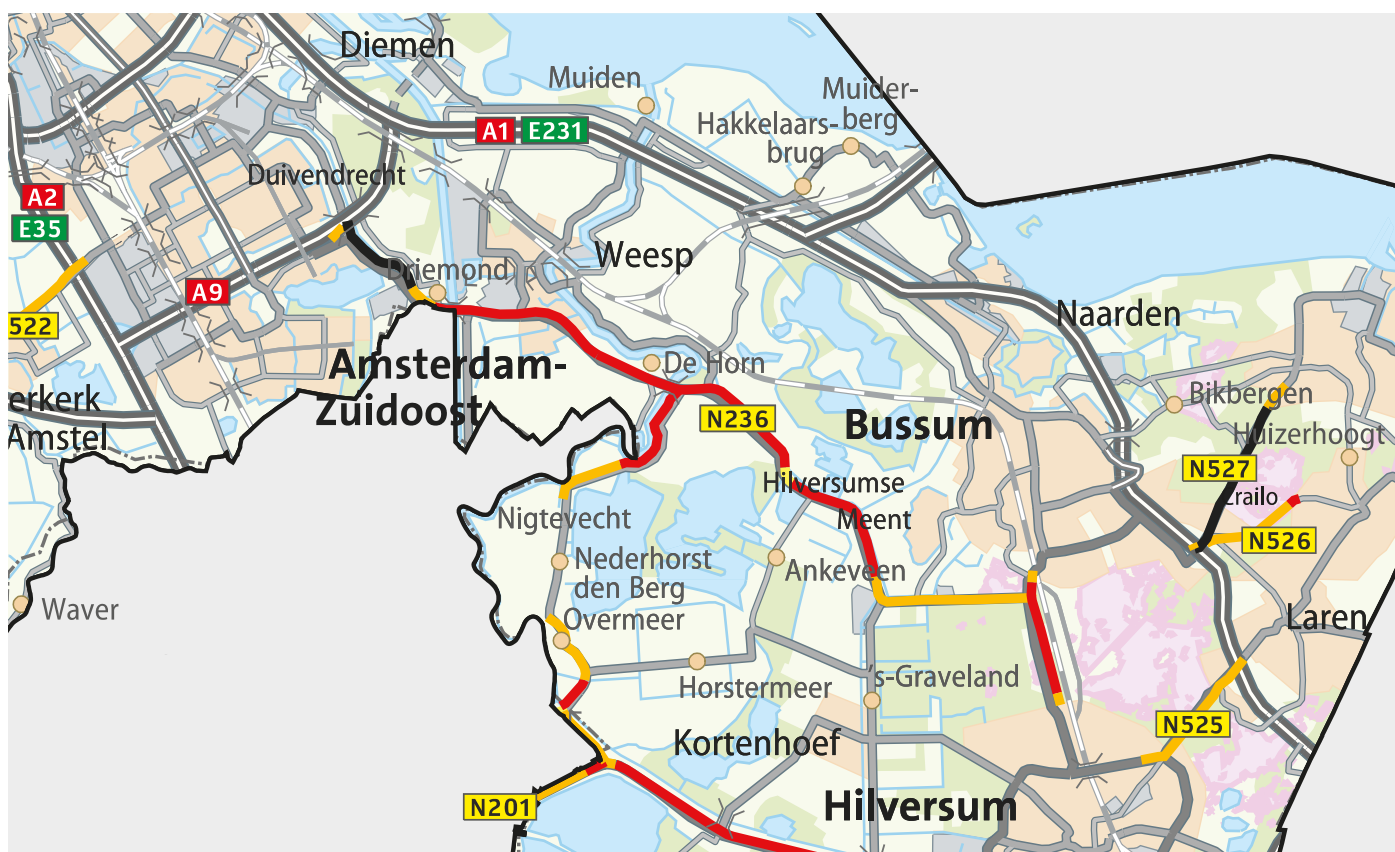 Diemen
Muiden
Muider-
berg
Hakkelaars-
brug
A1
E231
Duivendrecht
A2
E35
Weesp
Driemond
A9
522
Naarden
Amsterdam-
Zuidoost
De Horn
erkerk
Amstel
N236
Bussum
Bikbergen
Huizerhoogt
N527
Hilversumse
Meent
Crailo
N526
Nigtevecht
Nederhorst
den Berg
Ankeveen
Waver
Overmeer
Laren
Horstermeer
's-Graveland
N525
Kortenhoef
N201
Hilversum